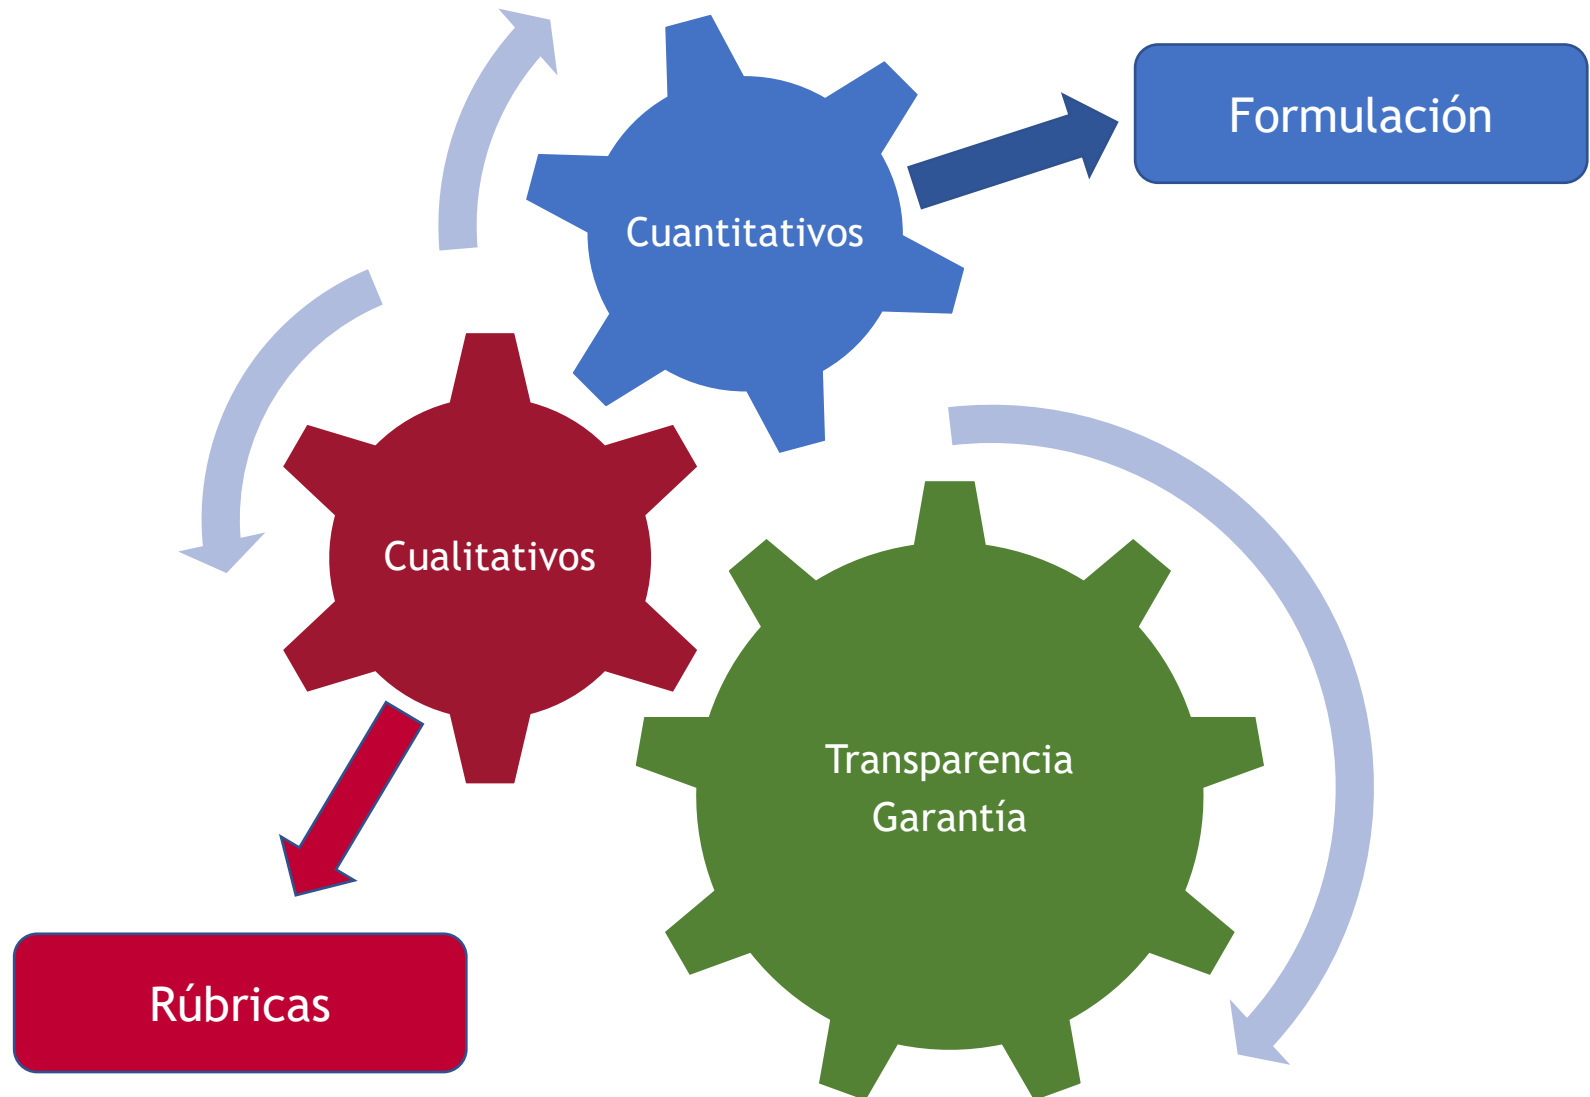 Formulación
Cuantitativos
Cualitativos
Transparencia
Garantía
Rúbricas